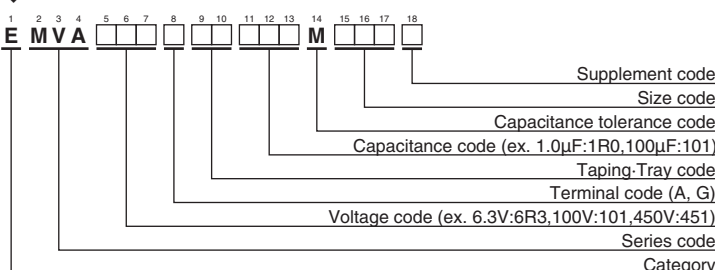 1 2 3 4 5 6 7 8 9 10 11 12 13 14 15 16 17 18
E M V A M
Supplement code
Size code
Capacitance tolerance code
Capacitance code (ex. 1.0μF:1R0,100μF:101)
Taping·Tray code
Terminal code (A, G)
Voltage code (ex. 6.3V:6R3,100V:101,450V:451)
Series code
Category